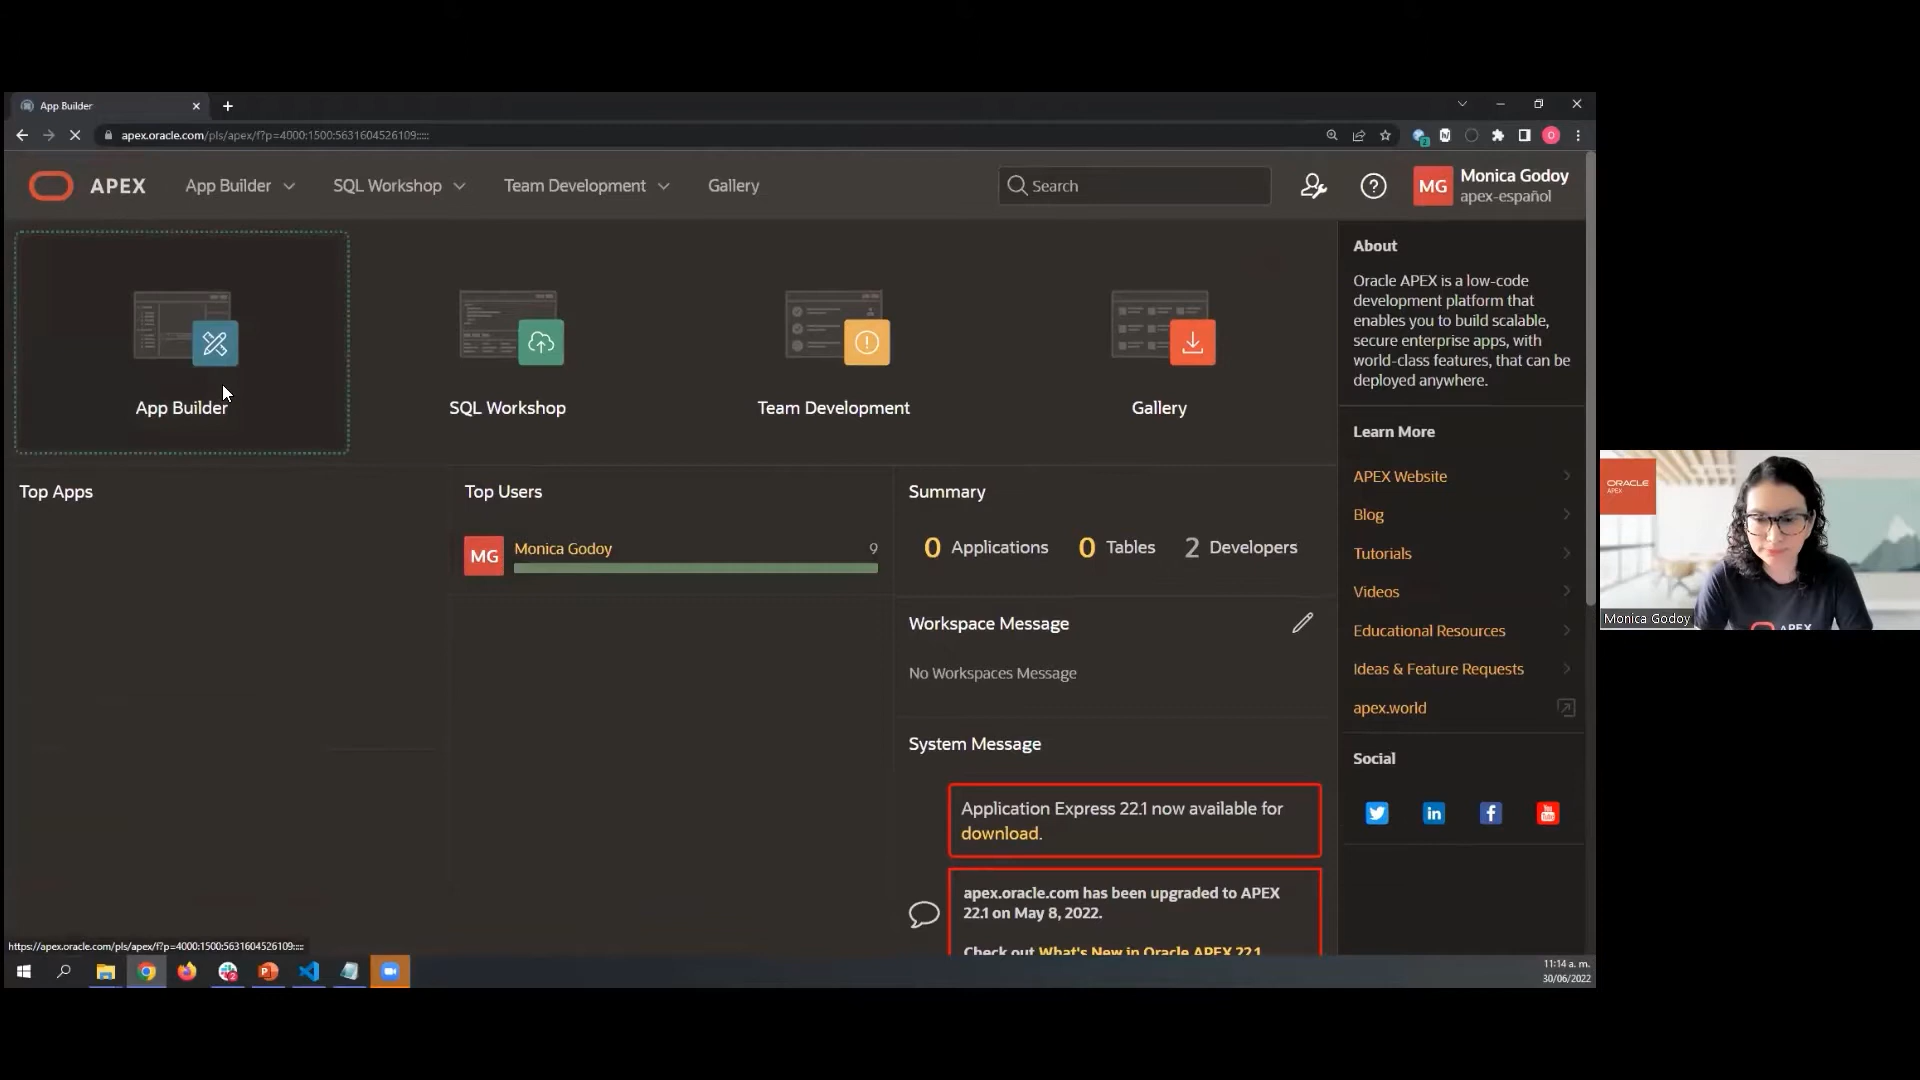 App Builder
apex.oracle.com/pls/apex/f?p=4000:1500:5631604526109:::::
APEX
App Builder
SQL Workshop
Team Development
Gallery
Search
MG
Monica Godoy
apex-español
App Builder
SQL Workshop
Team Development
Gallery
Top Apps
Top Users
MG
Monica Godoy
9
Summary
0 Applications
0 Tables
2 Developers
Workspace Message
No Workspaces Message
System Message
Application Express 22.1 now available for
download.
apex.oracle.com has been upgraded to APEX
22.1 on May 8, 2022.
Check out What's New in Oracle APEX 22.1
About
Oracle APEX is a low-code
development platform that
enables you to build scalable,
secure enterprise apps, with
world-class features, that can be
deployed anywhere.
Learn More
APEX Website
Blog
Tutorials
Videos
Educational Resources
Ideas & Feature Requests
apex.world
Social
https://apex.oracle.com/pls/apex/f?p=4000:1500:5631604526109:::::
11:14 a. m.
30/06/2022
ORACLE
APEX
Monica Godoy
APEX